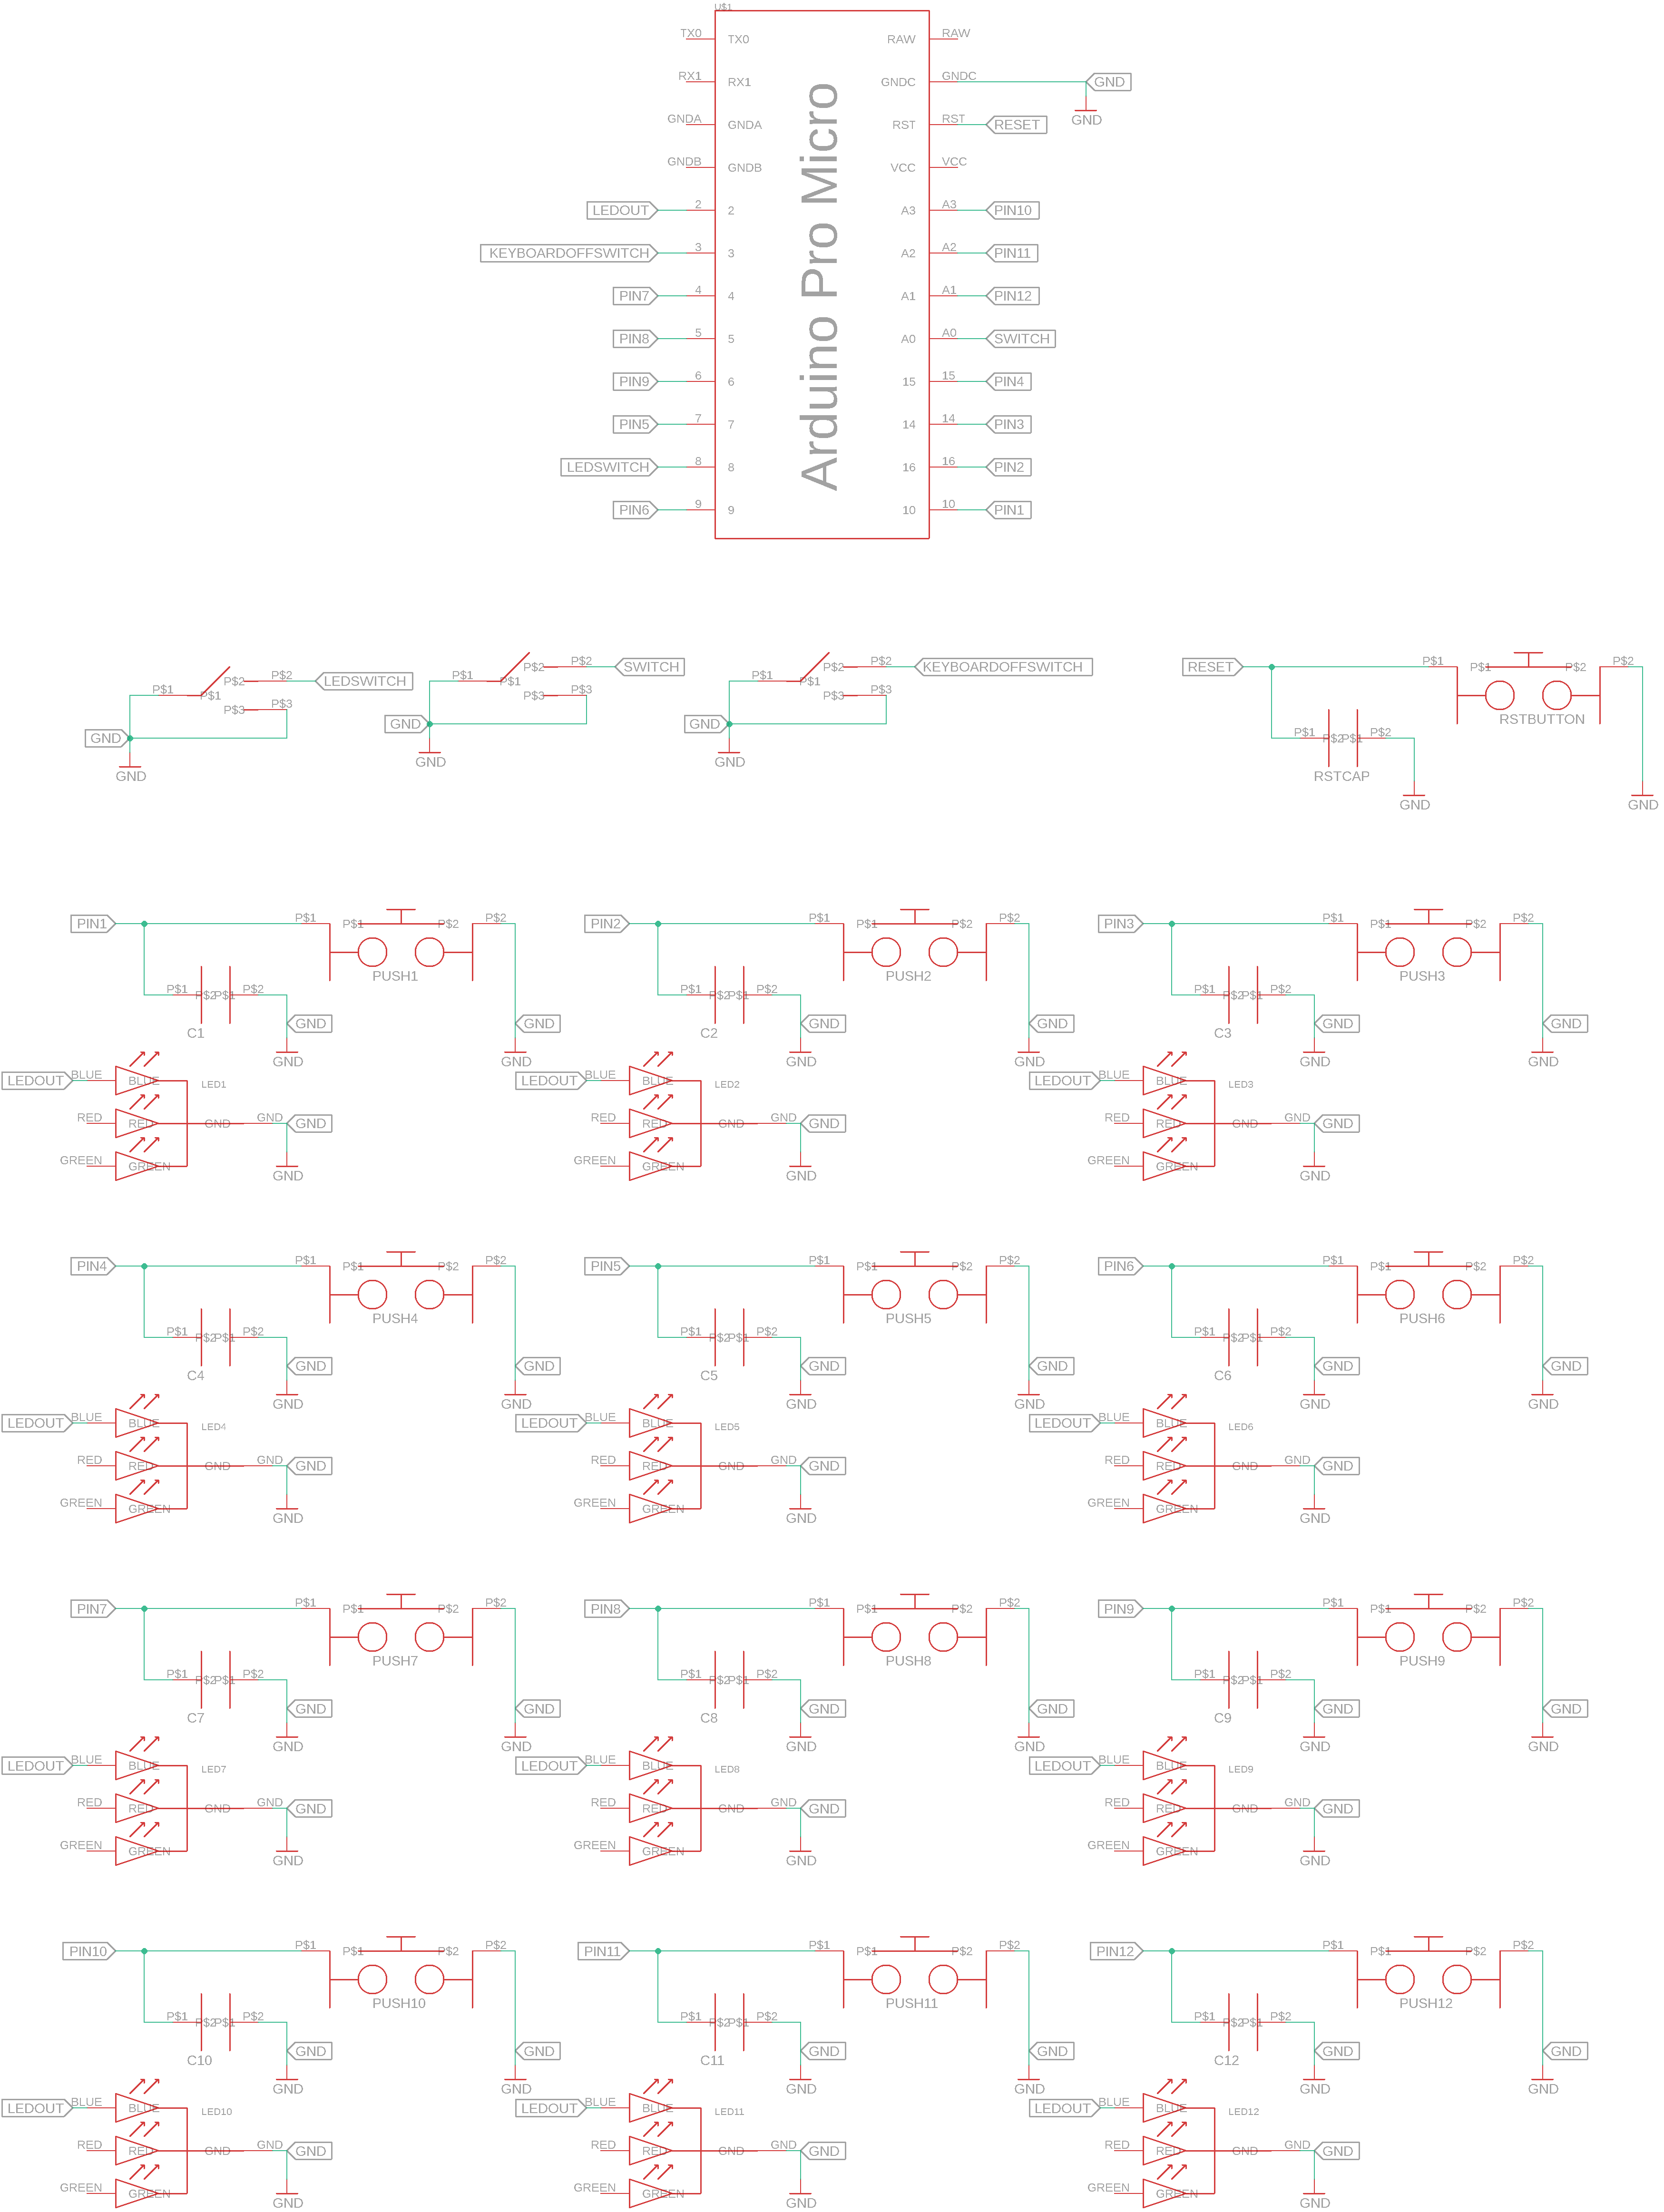 U$1
TX0 TX0 RAW RAW
RX1 RX1 GNDC GNDC GND
GND
GNDA GNDA RST RST RESET
GNDB GNDB VCC VCC
LEDOUT 2 2 A3 A3 PIN10
KEYBOARDOFFSWITCH 3 3 A2 A2 PIN11
PIN7 4 4 A1 A1 PIN12
PIN8 5 5 A0 A0 SWITCH
PIN9 6 6 15 15 PIN4
PIN5 7 7 14 14 PIN3
LEDSWITCH 8 8 16 16 PIN2
PIN6 9 9 10 10 PIN1
Arduino Pro Micro
P$1 P$1 P$2 P$2 LEDSWITCH
P$3 P$3
GND
GND
P$1 P$1 P$2 P$2 SWITCH
P$3 P$3
GND
GND
P$1 P$1 P$2 P$2 KEYBOARDOFFSWITCH
P$3 P$3
GND
GND
RESET P$1 P$1 P$2 P$2
RSTBUTTON
P$1 P$2 P$1 P$2
RSTCAP
GND GND
PIN1 P$1 P$1 P$2 P$2 PIN2 P$1 P$1 P$2 P$2 PIN3 P$1 P$1 P$2 P$2
PUSH1 PUSH2 PUSH3
P$1 P$2 P$1 P$2 P$1 P$2 P$1 P$2 P$1 P$2 P$1 P$2
C1 GND GND C2 GND GND C3 GND GND
GND GND GND GND GND GND
LEDOUT BLUE BLUE LED1 LEDOUT BLUE BLUE LED2 LEDOUT BLUE BLUE LED3
RED RED GND GND GND RED RED GND GND GND RED RED GND GND GND
GREEN GREEN GND GREEN GREEN GND GREEN GREEN GND
PIN4 P$1 P$1 P$2 P$2 PIN5 P$1 P$1 P$2 P$2 PIN6 P$1 P$1 P$2 P$2
PUSH4 PUSH5 PUSH6
P$1 P$2 P$1 P$2 P$1 P$2 P$1 P$2 P$1 P$2 P$1 P$2
C4 GND GND C5 GND GND C6 GND GND
GND GND GND GND GND GND
LEDOUT BLUE BLUE LED4 LEDOUT BLUE BLUE LED5 LEDOUT BLUE BLUE LED6
RED RED GND GND GND RED RED GND GND GND RED RED GND GND GND
GREEN GREEN GND GREEN GREEN GND GREEN GREEN GND
PIN7 P$1 P$1 P$2 P$2 PIN8 P$1 P$1 P$2 P$2 PIN9 P$1 P$1 P$2 P$2
PUSH7 PUSH8 PUSH9
P$1 P$2 P$1 P$2 P$1 P$2 P$1 P$2 P$1 P$2 P$1 P$2
C7 GND GND C8 GND GND C9 GND GND
GND GND GND GND GND GND
LEDOUT BLUE BLUE LED7 LEDOUT BLUE BLUE LED8 LEDOUT BLUE BLUE LED9
RED RED GND GND GND RED RED GND GND GND RED RED GND GND GND
GREEN GREEN GND GREEN GREEN GND GREEN GREEN GND
PIN10 P$1 P$1 P$2 P$2 PIN11 P$1 P$1 P$2 P$2 PIN12 P$1 P$1 P$2 P$2
PUSH10 PUSH11 PUSH12
P$1 P$2 P$1 P$2 P$1 P$2 P$1 P$2 P$1 P$2 P$1 P$2
C10 GND GND C11 GND GND C12 GND GND
GND GND GND GND GND GND
LEDOUT BLUE BLUE LED10 LEDOUT BLUE BLUE LED11 LEDOUT BLUE BLUE LED12
RED RED GND GND GND RED RED GND GND GND RED RED GND GND GND
GREEN GREEN GND GREEN GREEN GND GREEN GREEN GND